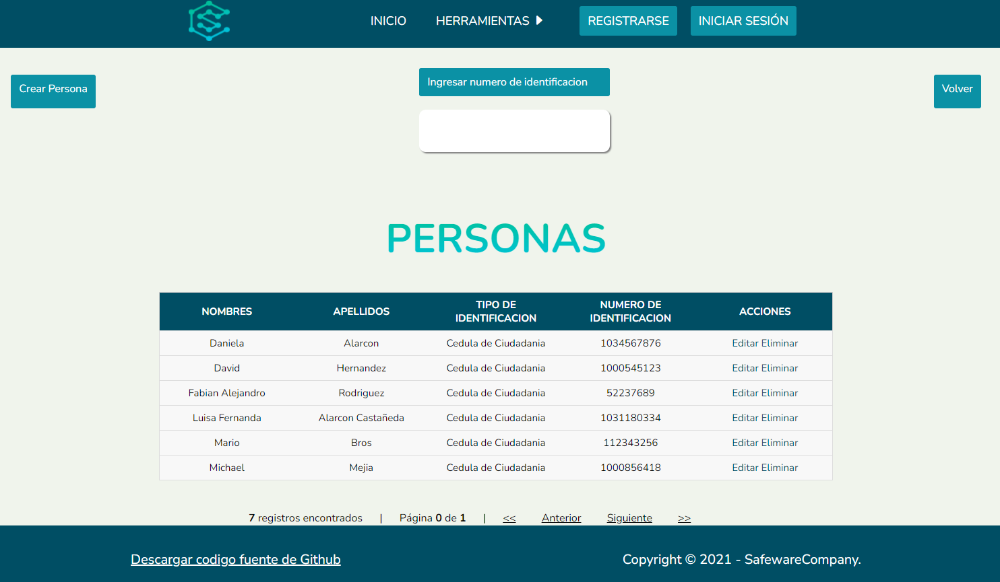 INICIO HERRAMIENTAS REGISTRARSE INICIAR SESIÓN
Crear Persona
Ingresar numero de identificacion
Volver
PERSONAS
NOMBRES APELLIDOS TIPO DE IDENTIFICACION NUMERO DE IDENTIFICACION ACCIONES
Daniela Alarcon Cedula de Ciudadania 1034567876 Editar Eliminar
David Hernandez Cedula de Ciudadania 1000545123 Editar Eliminar
Fabian Alejandro Rodriguez Cedula de Ciudadania 52237689 Editar Eliminar
Luisa Fernanda Alarcon Castañeda Cedula de Ciudadania 1031180334 Editar Eliminar
Mario Bros Cedula de Ciudadania 112343256 Editar Eliminar
Michael Mejia Cedula de Ciudadania 1000856418 Editar Eliminar
7 registros encontrados | Página 0 de 1 | << Anterior Siguiente >>
Descargar codigo fuente de Github Copyright © 2021 - SafewareCompany.